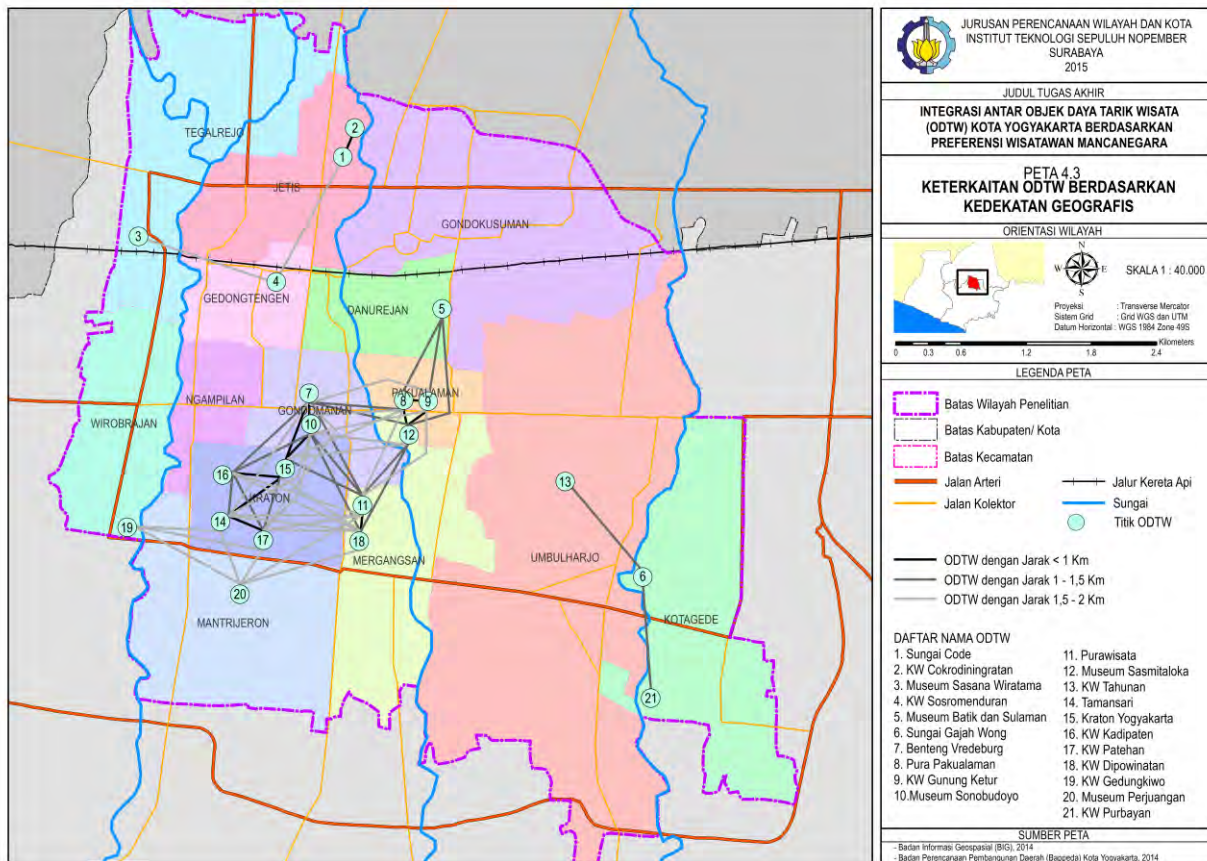 TEGALREJO
JETIS
GONDOKUSUMAN
GEDONGTENGEN
DANUREJAN
NGAMPILAN
GONDOMANAN
PAKUALAMAN
WIROBRAJAN
KRATON
MERGANGSAN
UMBULHARJO
KOTAGEDE
MANTRIJERON
1
2
3
4
5
6
7
8
9
10
11
12
13
14
15
16
17
18
19
20
21
JURUSAN PERENCANAAN WILAYAH DAN KOTA
INSTITUT TEKNOLOGI SEPULUH NOPEMBER
SURABAYA
2015
JUDUL TUGAS AKHIR
INTEGRASI ANTAR OBJEK DAYA TARIK WISATA
(ODTW) KOTA YOGYAKARTA BERDASARKAN
PREFERENSI WISATAWAN MANCANEGARA
PETA 4.3
KETERKAITAN ODTW BERDASARKAN
KEDEKATAN GEOGRAFIS
ORIENTASI WILAYAH
N
W E
S
SKALA 1 : 40.000
Proyeksi : Transverse Mercator
Sistem Grid : Grid WGS dan UTM
Datum Horizontal : WGS 1984 Zone 49S
Kilometers
0 0.3 0.6 1.2 1.8 2.4
LEGENDA PETA
Batas Wilayah Penelitian
Batas Kabupaten/ Kota
Batas Kecamatan
Jalan Arteri
Jalur Kereta Api
Jalan Kolektor
Sungai
Titik ODTW
ODTW dengan Jarak < 1 Km
ODTW dengan Jarak 1 - 1,5 Km
ODTW dengan Jarak 1,5 - 2 Km
DAFTAR NAMA ODTW
1. Sungai Code
2. KW Cokrodiningratan
3. Museum Sasana Wiratama
4. KW Sosromenduran
5. Museum Batik dan Sulaman
6. Sungai Gajah Wong
7. Benteng Vredeburg
8. Pura Pakualaman
9. KW Gunung Ketur
10.Museum Sonobudoyo
11. Purawisata
12. Museum Sasmitaloka
13. KW Tahunan
14. Tamansari
15. Kraton Yogyakarta
16. KW Kadipaten
17. KW Patehan
18. KW Dipowinatan
19. KW Gedungkiwo
20. Museum Perjuangan
21. KW Purbayan
SUMBER PETA
- Badan Informasi Geospasial (BIG), 2014
- Badan Perencanaan Pembangunan Daerah (Bappeda) Kota Yogyakarta, 2014